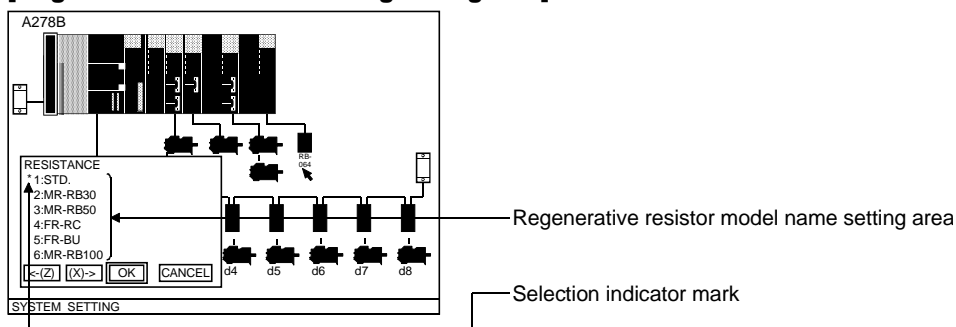 A278B
RB-
064
RESISTANCE
*1:STD.
2:MR-RB30
3:MR-RB50
4:FR-RC
5:FR-BU
6:MR-RB100
<-(Z) (X)-> OK CANCEL
d4 d5 d6 d7 d8
SYSTEM SETTING
Regenerative resistor model name setting area
Selection indicator mark